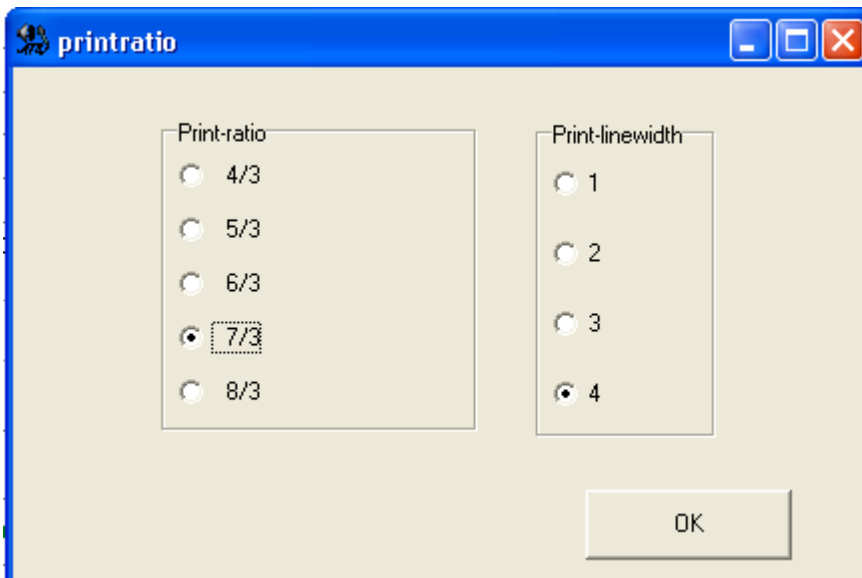 printratio
Print-ratio
4/3
5/3
6/3
7/3
8/3
Print-linewidth
1
2
3
4
OK